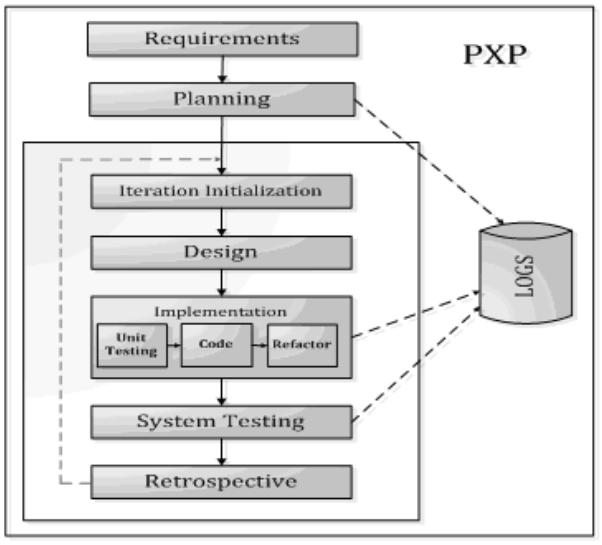 Requirements
PXP
Planning
Iteration Initialization
Design
Implementation
Unit
Testing
Code
Refactor
LOGS
System Testing
Retrospective